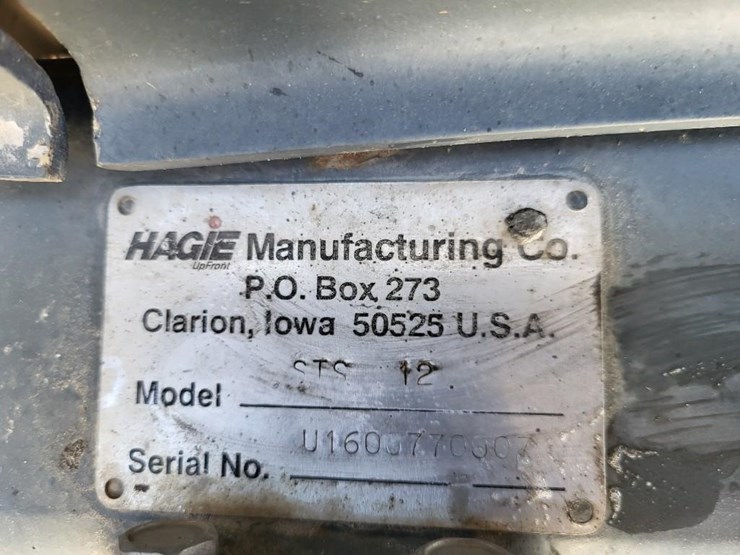 HAGIE Manufacturing Co.
UpFront
P.O. Box 273
Clarion, Iowa 50525 U.S.A.
Model STS 12
Serial No.